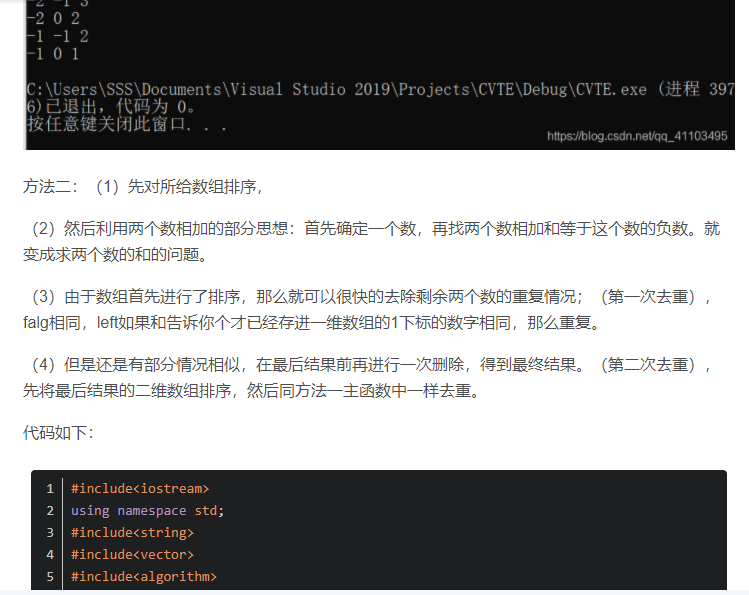 -2 -1 3
-2 0 2
-1 -1 2
-1 0 1
C:\Users\SSS\Documents\Visual Studio 2019\Projects\CVTE\Debug\CVTE.exe (进程 397
6)已退出，代码为 0。
按任意键关闭此窗口. . .
https://blog.csdn.net/qq_41103495
方法二：（1）先对所给数组排序，
（2）然后利用两个数相加的部分思想：首先确定一个数，再找两个数相加和等于这个数的负数。就
变成求两个数的和的问题。
（3）由于数组首先进行了排序，那么就可以很快的去除剩余两个数的重复情况；（第一次去重），
falg相同，left如果和告诉你个才已经存进一维数组的1下标的数字相同，那么重复。
（4）但是还是有部分情况相似，在最后结果前再进行一次删除，得到最终结果。（第二次去重），
先将最后结果的二维数组排序，然后同方法一主函数中一样去重。
代码如下：
1 #include<iostream>
2 using namespace std;
3 #include<string>
4 #include<vector>
5 #include<algorithm>